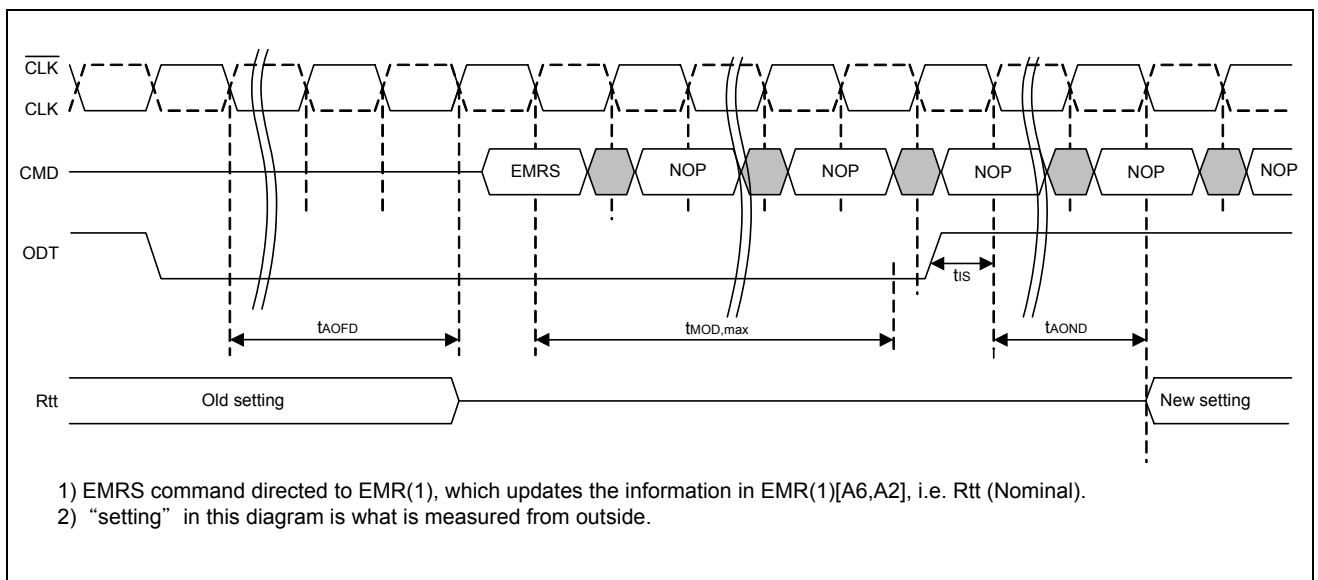 CLK
CLK
CMD EMRS NOP NOP NOP NOP NOP
ODT
tIS
tAOFD tMOD,max tAOND
Rtt Old setting New setting
1) EMRS command directed to EMR(1), which updates the information in EMR(1)[A6,A2], i.e. Rtt (Nominal).
2) “setting” in this diagram is what is measured from outside.